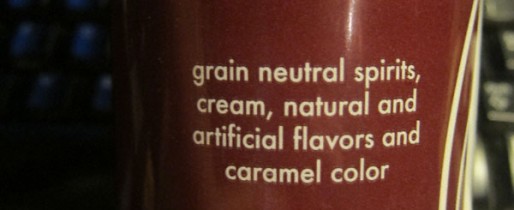 grain neutral spirits,
cream, natural and
artificial flavors and
caramel color